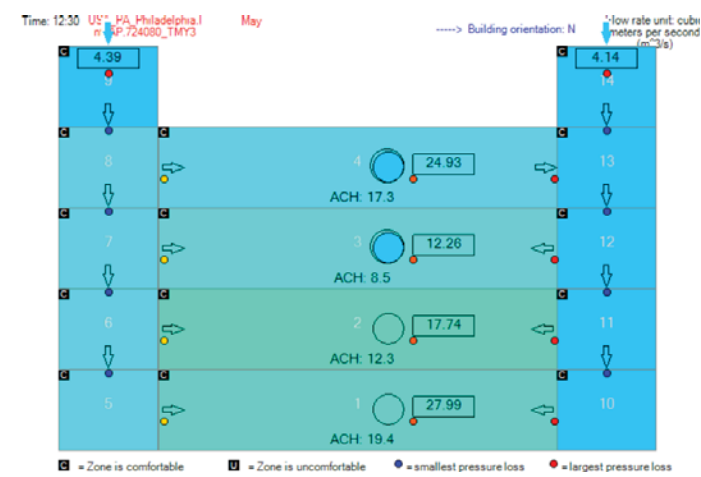 Time: 12:30 USA_PA_Philadelphia.I May
-----> Building orientation: N
flow rate unit: cubic
meters per second
(m^3/s)
AP.724080_TMY3
C 4.39
C 4.14
9
14
C
C
C
8
4 24.93
13
ACH: 17.3
C
C
C
7
3 12.26
12
ACH: 8.5
C
C
C
6
2 17.74
11
ACH: 12.3
C
C
C
5
1 27.99
10
ACH: 19.4
C = Zone is comfortable
U = Zone is uncomfortable
= smallest pressure loss
= largest pressure loss